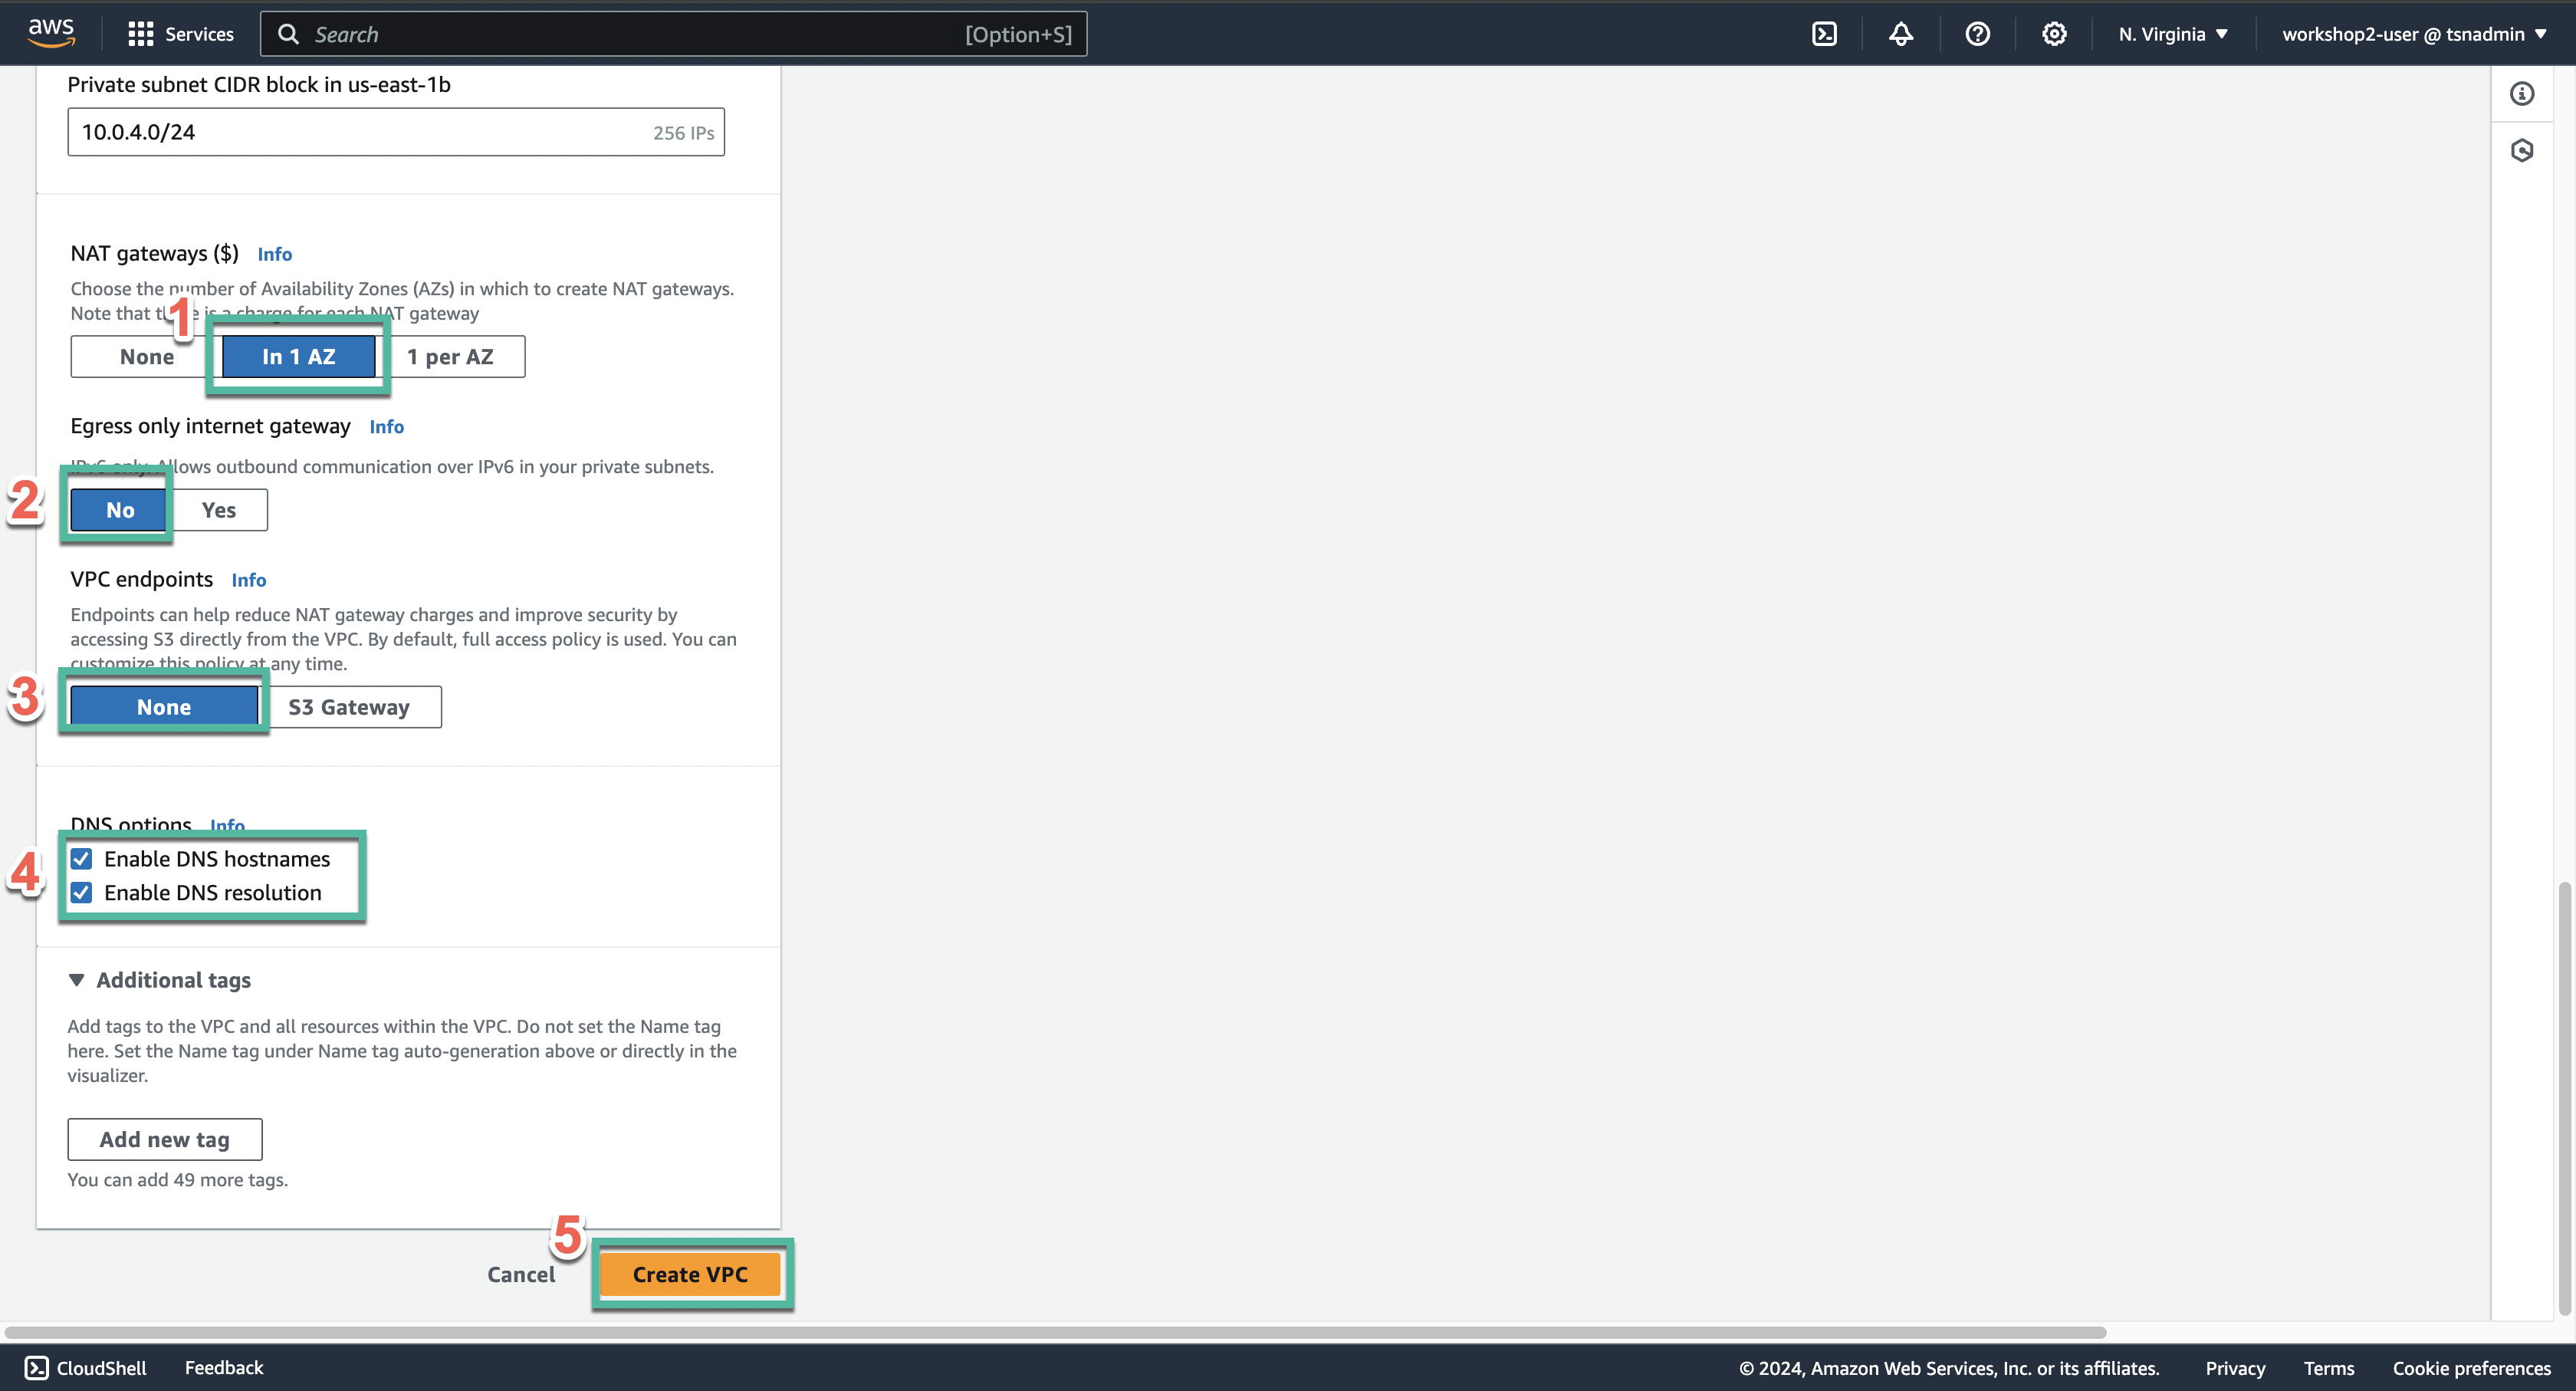 aws
Services
Search
[Option+S]
N. Virginia
workshop2-user @ tsnadmin
Private subnet CIDR block in us-east-1b
10.0.4.0/24
256 IPs
NAT gateways ($) Info
Choose the number of Availability Zones (AZs) in which to create NAT gateways.
Note that there is a charge for each NAT gateway
1
None
In 1 AZ
1 per AZ
Egress only internet gateway Info
IPv6 only. Allows outbound communication over IPv6 in your private subnets.
2
No
Yes
VPC endpoints Info
Endpoints can help reduce NAT gateway charges and improve security by
accessing S3 directly from the VPC. By default, full access policy is used. You can
customize this policy at any time.
3
None
S3 Gateway
DNS options Info
4
Enable DNS hostnames
Enable DNS resolution
Additional tags
Add tags to the VPC and all resources within the VPC. Do not set the Name tag
here. Set the Name tag under Name tag auto-generation above or directly in the
visualizer.
Add new tag
You can add 49 more tags.
5
Cancel
Create VPC
CloudShell
Feedback
© 2024, Amazon Web Services, Inc. or its affiliates.
Privacy
Terms
Cookie preferences